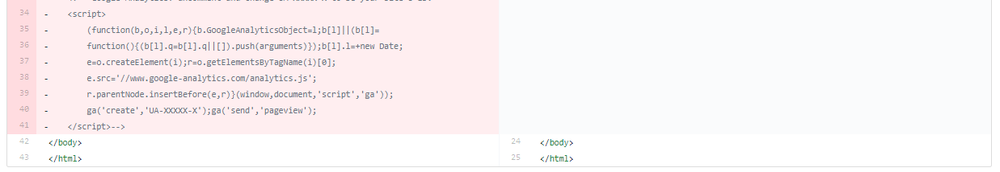 34 - <script>
35 - (function(b,o,i,l,e,r){b.GoogleAnalyticsObject=l;b[l]||(b[l]=
36 - function(){(b[l].q=b[l].q||[]).push(arguments)});b[l].l=+new Date;
37 - e=o.createElement(i);r=o.getElementsByTagName(i)[0];
38 - e.src='//www.google-analytics.com/analytics.js';
39 - r.parentNode.insertBefore(e,r)}(window,document,'script','ga'));
40 - ga('create','UA-XXXXX-X');ga('send','pageview');
41 - </script>-->
42 </body> 24 </body>
43 </html> 25 </html>